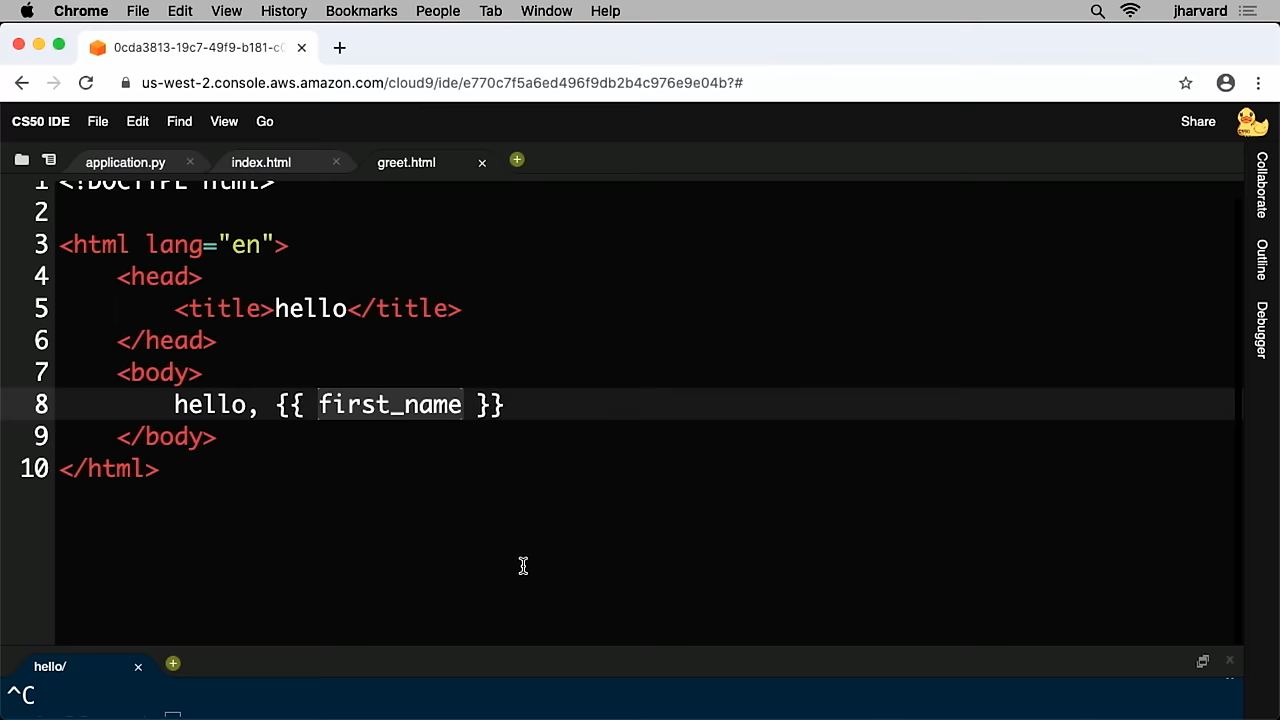 Chrome File Edit View History Bookmarks People Tab Window Help jharvard
0cda3813-19c7-49f9-b181-c
us-west-2.console.aws.amazon.com/cloud9/ide/e770c7f5a6ed496f9db2b4c976e9e04b?#
CS50 IDE File Edit Find View Go Share
application.py index.html greet.html
1 <!DOCTYPE html>
2
3 <html lang="en">
4 <head>
5 <title>hello</title>
6 </head>
7 <body>
8 hello, {{ first_name }}
9 </body>
10 </html>
Collaborate
Outline
Debugger
hello/
^C